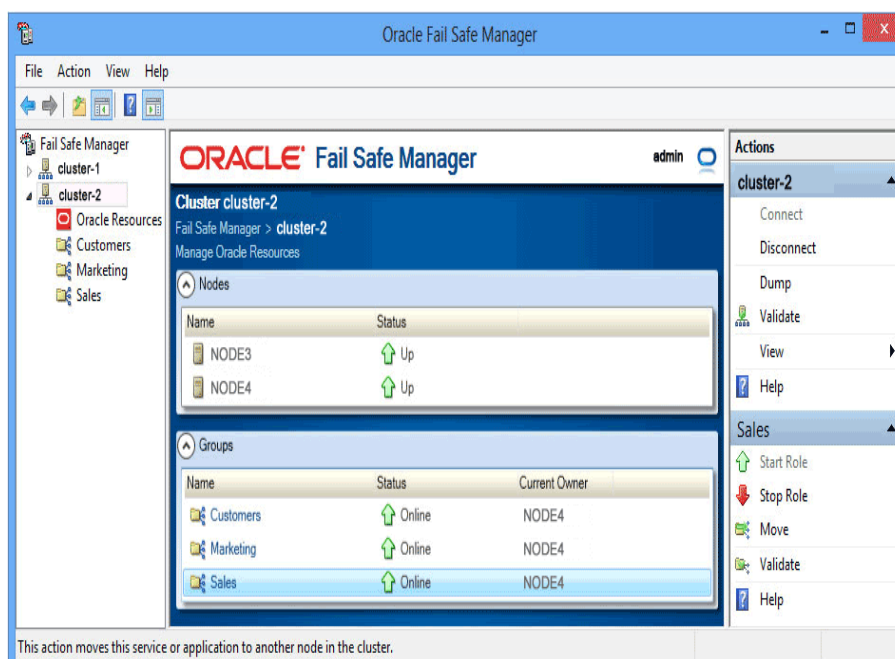 Oracle Fail Safe Manager
File Action View Help
Fail Safe Manager
cluster-1
cluster-2
Oracle Resources
Customers
Marketing
Sales
ORACLE Fail Safe Manager
admin
Cluster cluster-2
Fail Safe Manager > cluster-2
Manage Oracle Resources
Nodes
Name Status
NODE3 Up
NODE4 Up
Groups
Name Status Current Owner
Customers Online NODE4
Marketing Online NODE4
Sales Online NODE4
Actions
cluster-2
Connect
Disconnect
Dump
Validate
View
Help
Sales
Start Role
Stop Role
Move
Validate
Help
This action moves this service or application to another node in the cluster.